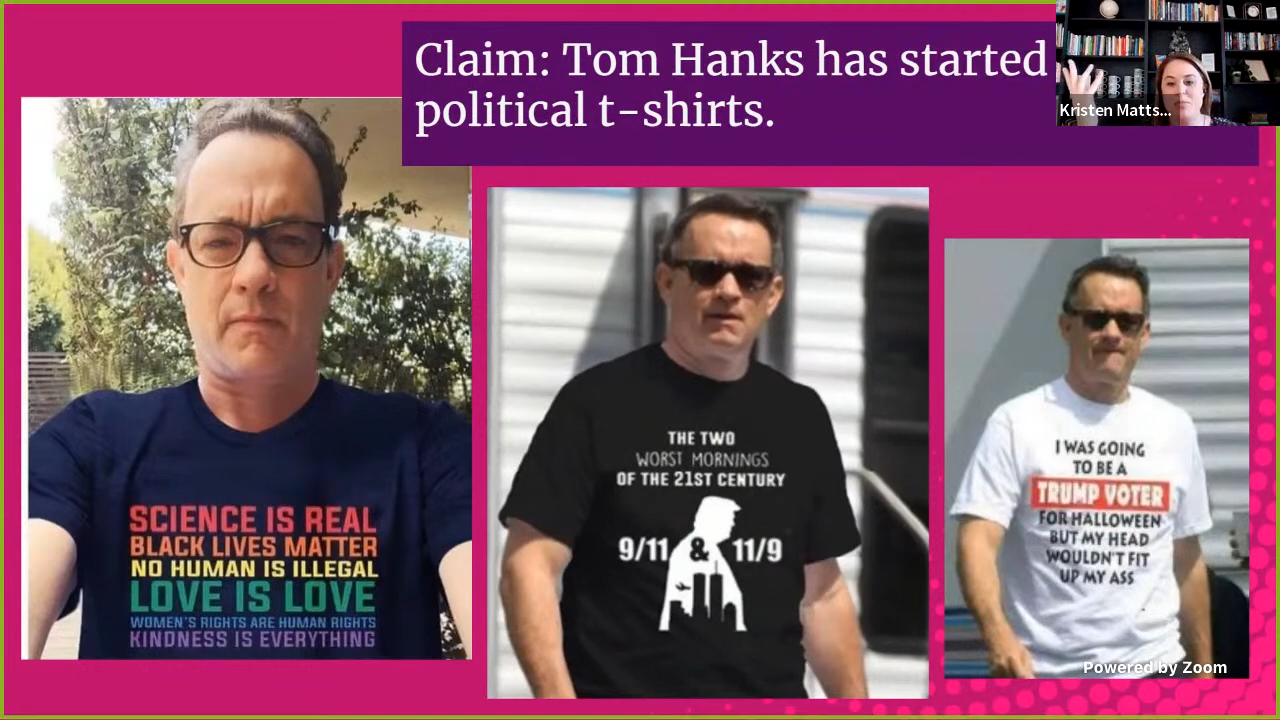 Claim: Tom Hanks has started
political t-shirts.
Kristen Matts...
SCIENCE IS REAL
BLACK LIVES MATTER
NO HUMAN IS ILLEGAL
LOVE IS LOVE
WOMEN'S RIGHTS ARE HUMAN RIGHTS
KINDNESS IS EVERYTHING
THE TWO
WORST MORNINGS
OF THE 21ST CENTURY
9/11 & 11/9
I WAS GOING
TO BE A
TRUMP VOTER
FOR HALLOWEEN
BUT MY HEAD
WOULDN'T FIT
UP MY ASS
Powered by Zoom